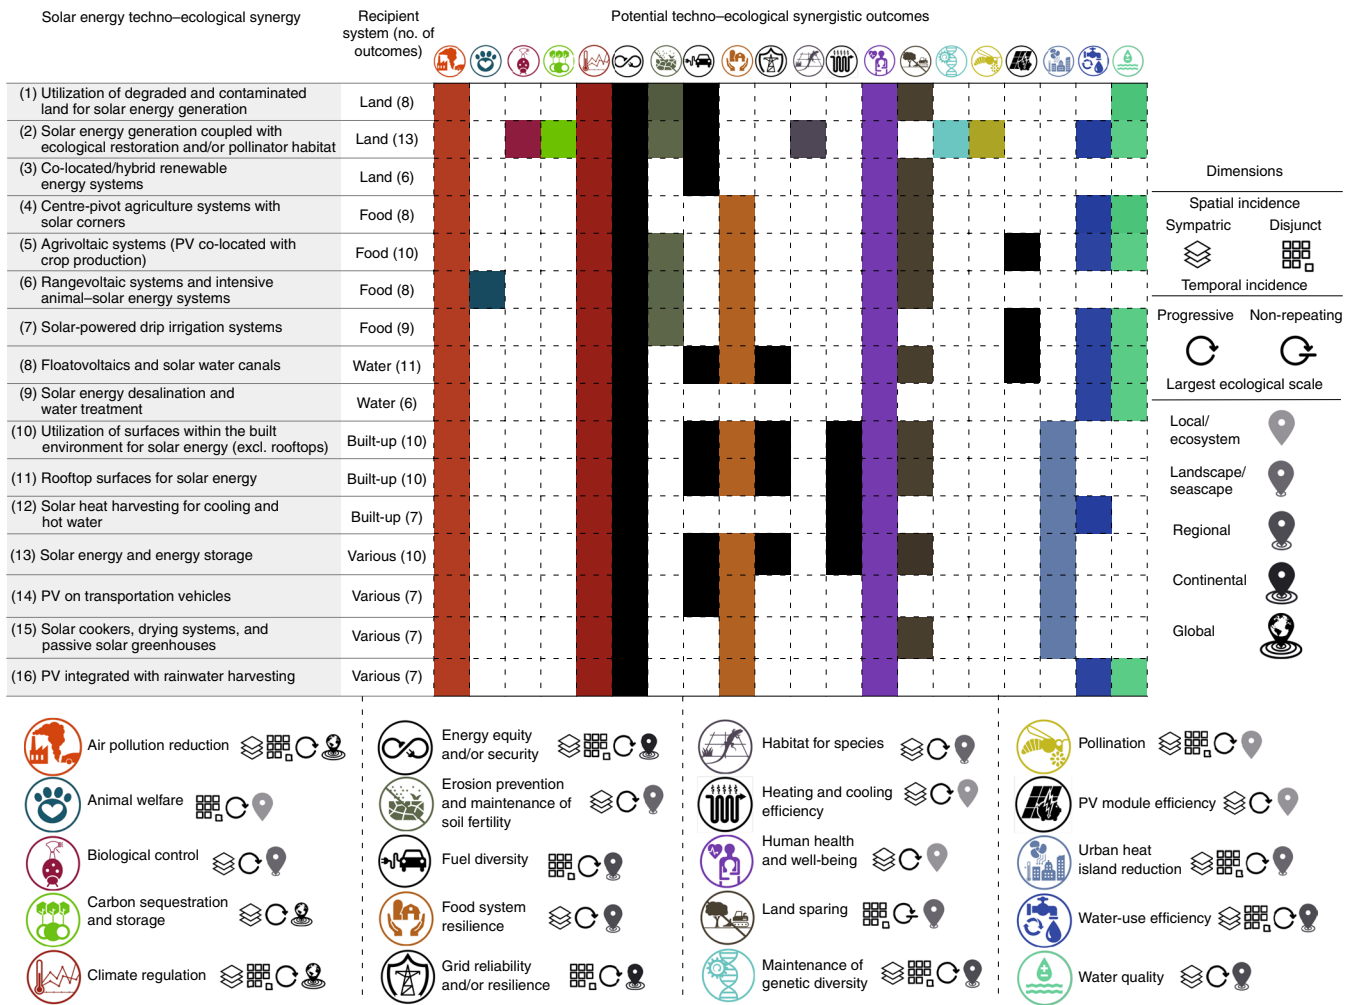 Solar energy techno–ecological synergy
Recipient
system (no. of
outcomes)
Potential techno–ecological synergistic outcomes
(1) Utilization of degraded and contaminated
land for solar energy generation
Land (8)
(2) Solar energy generation coupled with
ecological restoration and/or pollinator habitat
Land (13)
(3) Co-located/hybrid renewable
energy systems
Land (6)
(4) Centre-pivot agriculture systems with
solar corners
Food (8)
(5) Agrivoltaic systems (PV co-located with
crop production)
Food (10)
(6) Rangevoltaic systems and intensive
animal–solar energy systems
Food (8)
(7) Solar-powered drip irrigation systems
Food (9)
(8) Floatovoltaics and solar water canals
Water (11)
(9) Solar energy desalination and
water treatment
Water (6)
(10) Utilization of surfaces within the built
environment for solar energy (excl. rooftops)
Built-up (10)
(11) Rooftop surfaces for solar energy
Built-up (10)
(12) Solar heat harvesting for cooling and
hot water
Built-up (7)
(13) Solar energy and energy storage
Various (10)
(14) PV on transportation vehicles
Various (7)
(15) Solar cookers, drying systems, and
passive solar greenhouses
Various (7)
(16) PV integrated with rainwater harvesting
Various (7)
Dimensions
Spatial incidence
Sympatric
Disjunct
Temporal incidence
Progressive
Non-repeating
Largest ecological scale
Local/
ecosystem
Landscape/
seascape
Regional
Continental
Global
Air pollution reduction
Animal welfare
Biological control
Carbon sequestration
and storage
Climate regulation
Energy equity
and/or security
Erosion prevention
and maintenance of
soil fertility
Fuel diversity
Food system
resilience
Grid reliability
and/or resilience
Habitat for species
Heating and cooling
efficiency
Human health
and well-being
Land sparing
Maintenance of
genetic diversity
Pollination
PV module efficiency
Urban heat
island reduction
Water-use efficiency
Water quality